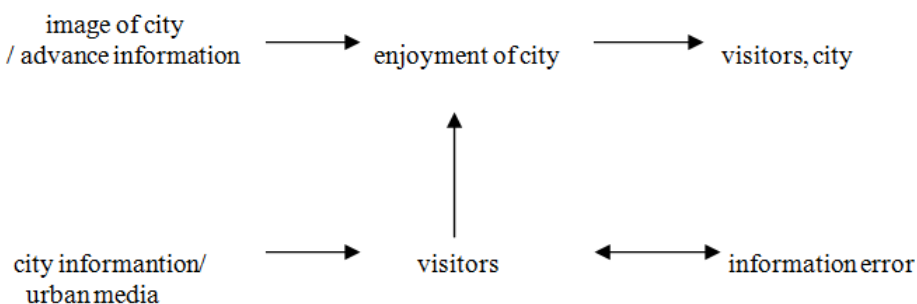 image of city
/ advance information
enjoyment of city
visitors, city
city informantion/
urban media
visitors
information error